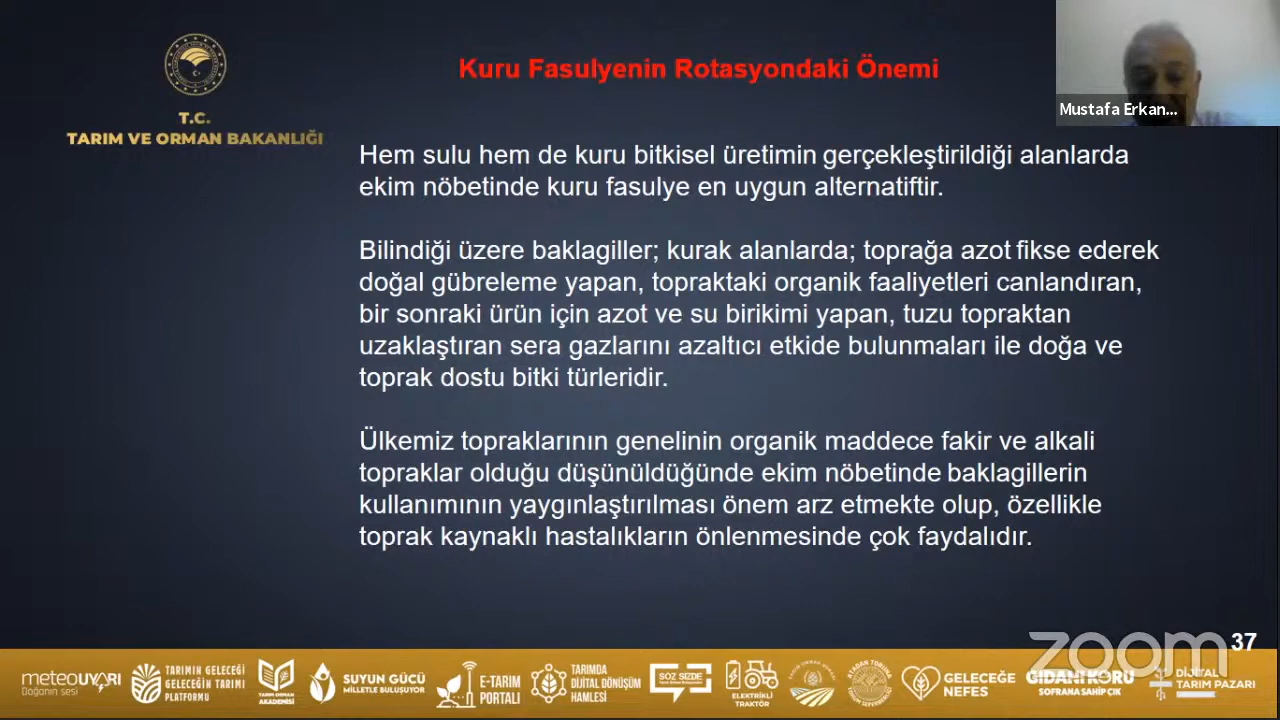 Kuru Fasulyenin Rotasyondaki Önemi
Mustafa Erkan...
T.C.
TARIM VE ORMAN BAKANLIĞI
Hem sulu hem de kuru bitkisel üretimin gerçekleştirildiği alanlarda
ekim nöbetinde kuru fasulye en uygun alternatiftir.
Bilindiği üzere baklagiller; kurak alanlarda; toprağa azot fikse ederek
doğal gübreleme yapan, topraktaki organik faaliyetleri canlandıran,
bir sonraki ürün için azot ve su birikimi yapan, tuzu topraktan
uzaklaştıran sera gazlarını azaltıcı etkide bulunmaları ile doğa ve
toprak dostu bitki türleridir.
Ülkemiz topraklarının genelinin organik maddece fakir ve alkali
topraklar olduğu düşünüldüğünde ekim nöbetinde baklagillerin
kullanımının yaygınlaştırılması önem arz etmekte olup, özellikle
toprak kaynaklı hastalıkların önlenmesinde çok faydalıdır.
zoom
37
meteoUYARI
Doğanın sesi
TARIMIN GELECEĞİ
GELECEĞİN TARIMI
PLATFORMU
TARIM ORMAN
AKADEMİSİ
SUYUN GÜCÜ
MİLLETLE BULUŞUYOR
E-TARIM
PORTALI
TARIMDA
DİJİTAL DÖNÜŞÜM
HAMLESİ
SÖZ SİZDE
ELEKTRİKLİ
TRAKTÖR
GELECEĞE
NEFES
GIDANI KORU
SOFRANA SAHİP ÇIK
DİJİTAL
TARIM PAZARI